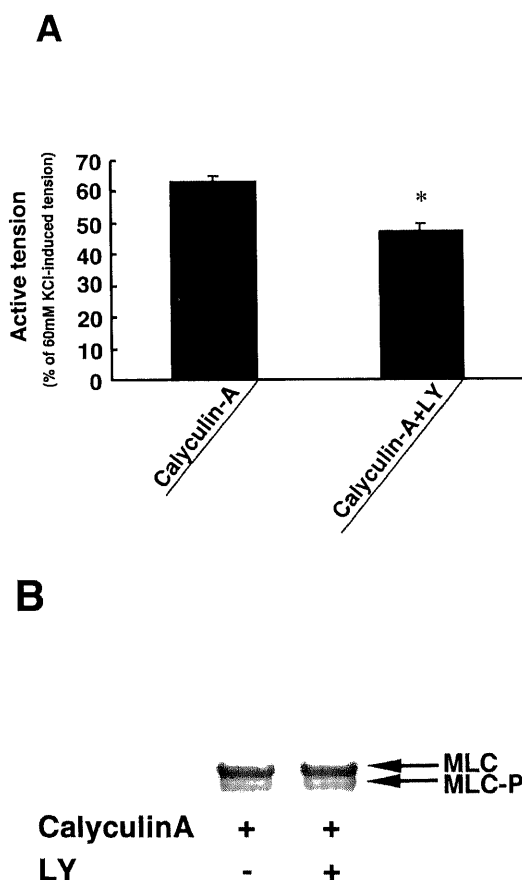 A
Active tension
(% of 60mM KCl-induced tension)
70
60
50
40
30
20
10
0
*
Calyculin-A
Calyculin-A+LY
B
MLC
MLC-P
CalyculinA + +
LY - +